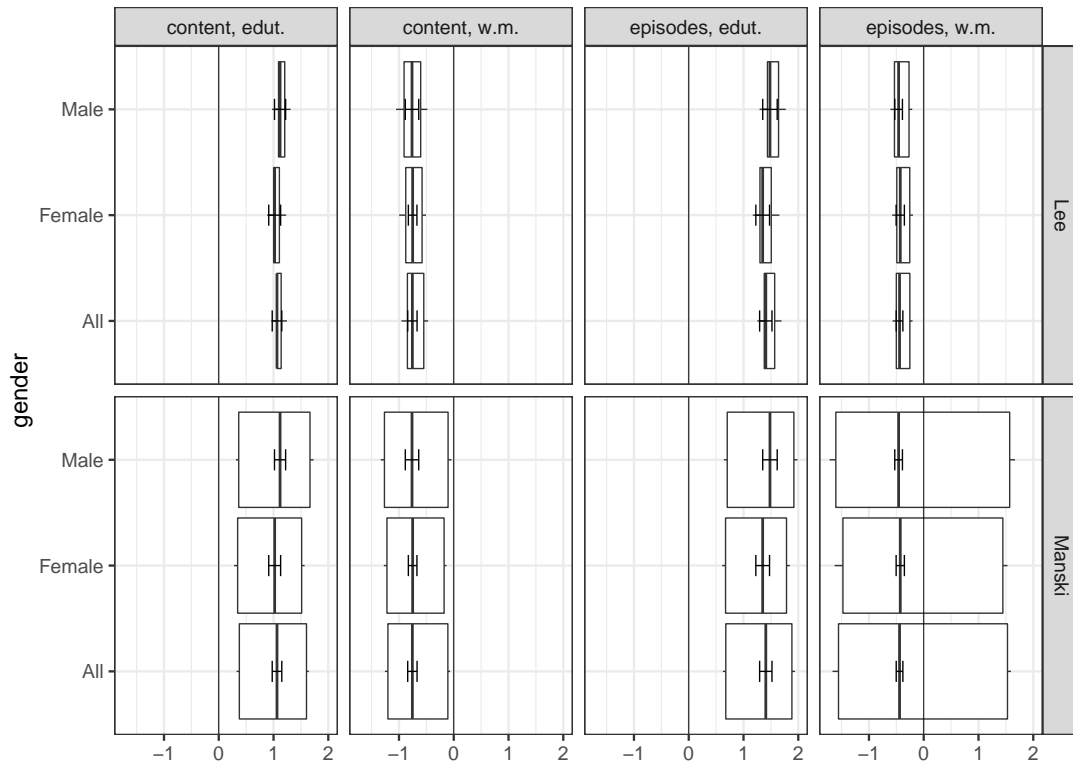 content, edut. content, w.m. episodes, edut. episodes, w.m.
Male
Female
All
Lee
gender
Male
Female
All
Manski
−1 0 1 2 −1 0 1 2 −1 0 1 2 −1 0 1 2